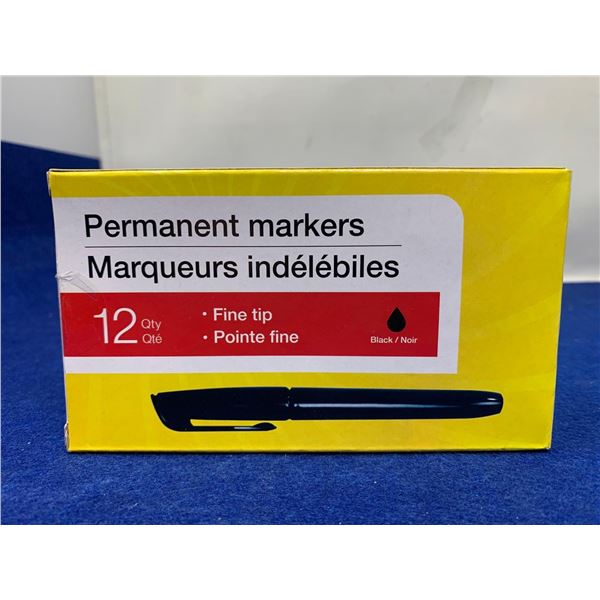 Permanent markers
Marqueurs indélébiles
12 Qty
Qté
• Fine tip
• Pointe fine
Black / Noir